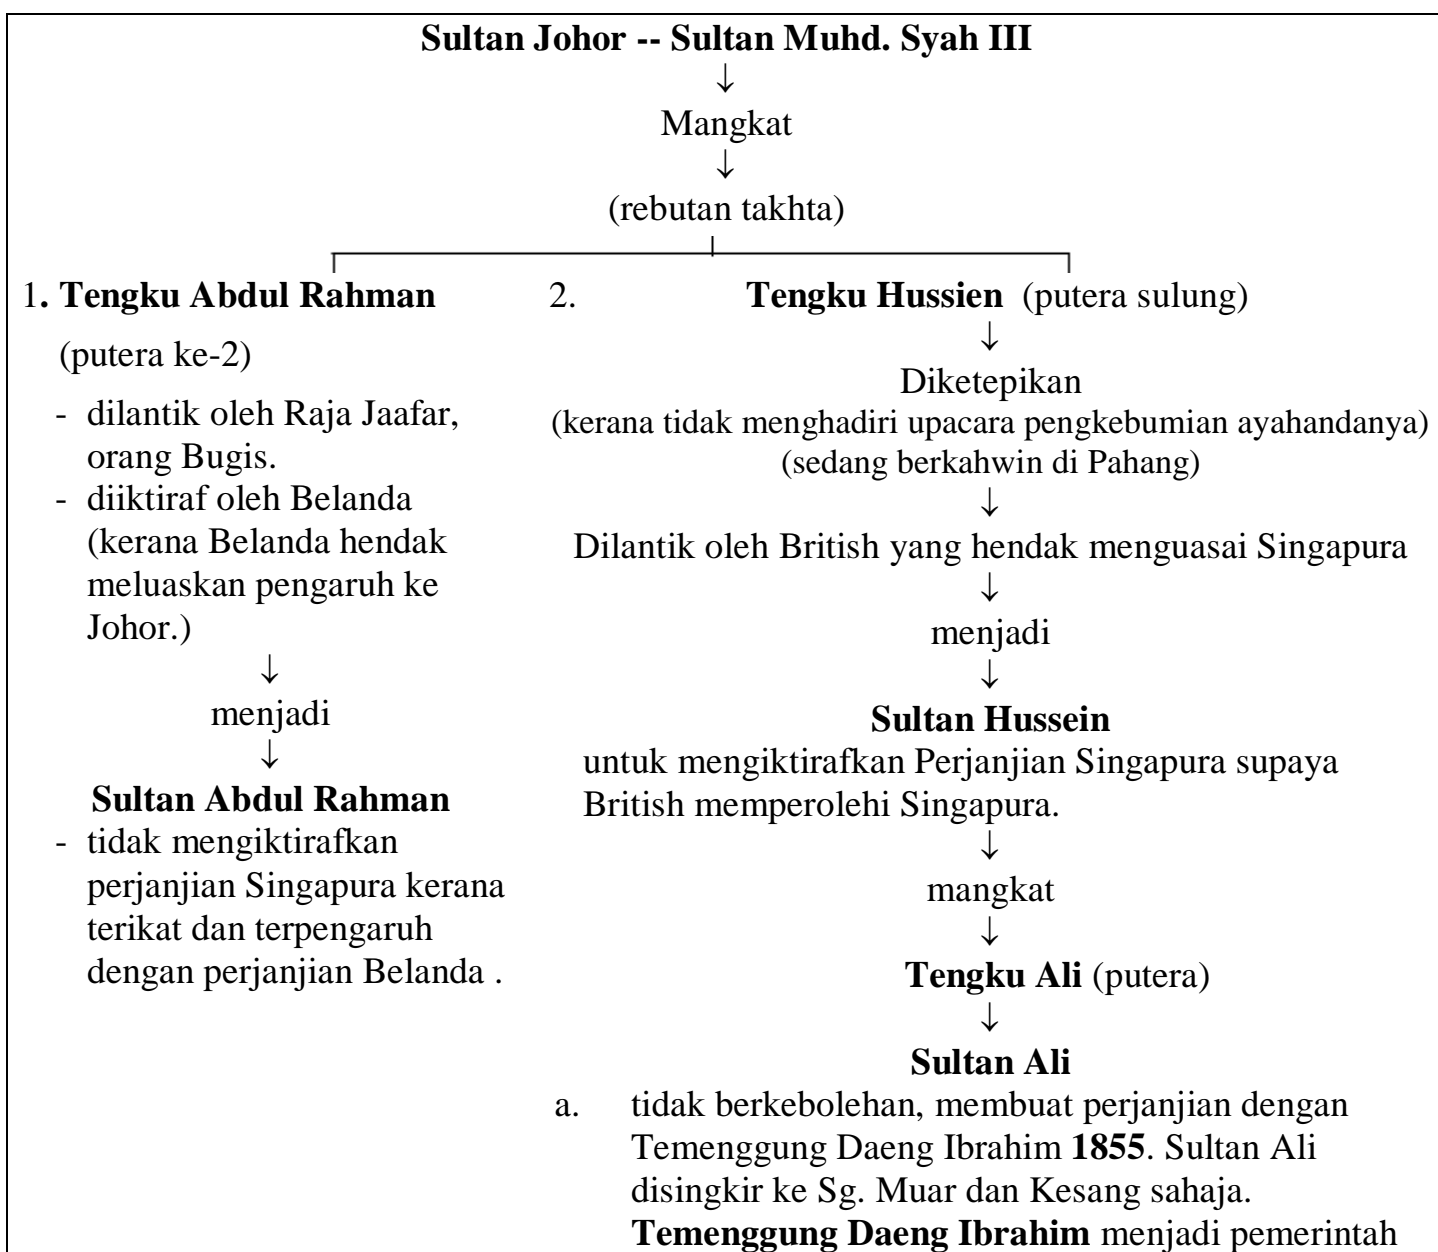 Sultan Johor -- Sultan Muhd. Syah III
↓
Mangkat
↓
(rebutan takhta)
1. Tengku Abdul Rahman
(putera ke-2)
- dilantik oleh Raja Jaafar,
orang Bugis.
- diiktiraf oleh Belanda
(kerana Belanda hendak
meluaskan pengaruh ke
Johor.)
↓
menjadi
↓
Sultan Abdul Rahman
- tidak mengiktirafkan
perjanjian Singapura kerana
terikat dan terpengaruh
dengan perjanjian Belanda .
2. Tengku Hussien (putera sulung)
↓
Diketepikan
(kerana tidak menghadiri upacara pengkebumian ayahandanya)
(sedang berkahwin di Pahang)
↓
Dilantik oleh British yang hendak menguasai Singapura
↓
menjadi
↓
Sultan Hussein
untuk mengiktirafkan Perjanjian Singapura supaya
British memperolehi Singapura.
↓
mangkat
↓
Tengku Ali (putera)
↓
Sultan Ali
a. tidak berkebolehan, membuat perjanjian dengan
Temenggung Daeng Ibrahim 1855. Sultan Ali
disingkir ke Sg. Muar dan Kesang sahaja.
Temenggung Daeng Ibrahim menjadi pemerintah